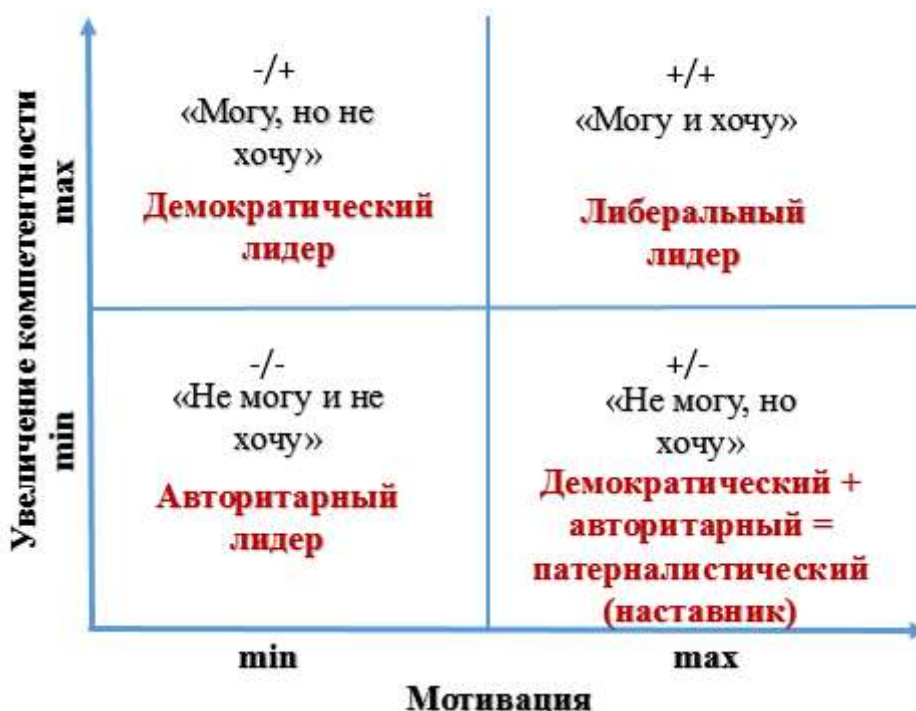 Увеличение компетентности
max
min
-/+
«Могу, но не
хочу»
Демократический
лидер
+/+
«Могу и хочу»
Либеральный
лидер
-/-
«Не могу и не
хочу»
Авторитарный
лидер
+/-
«Не могу, но
хочу»
Демократический +
авторитарный =
патерналистический
(наставник)
min
max
Мотивация